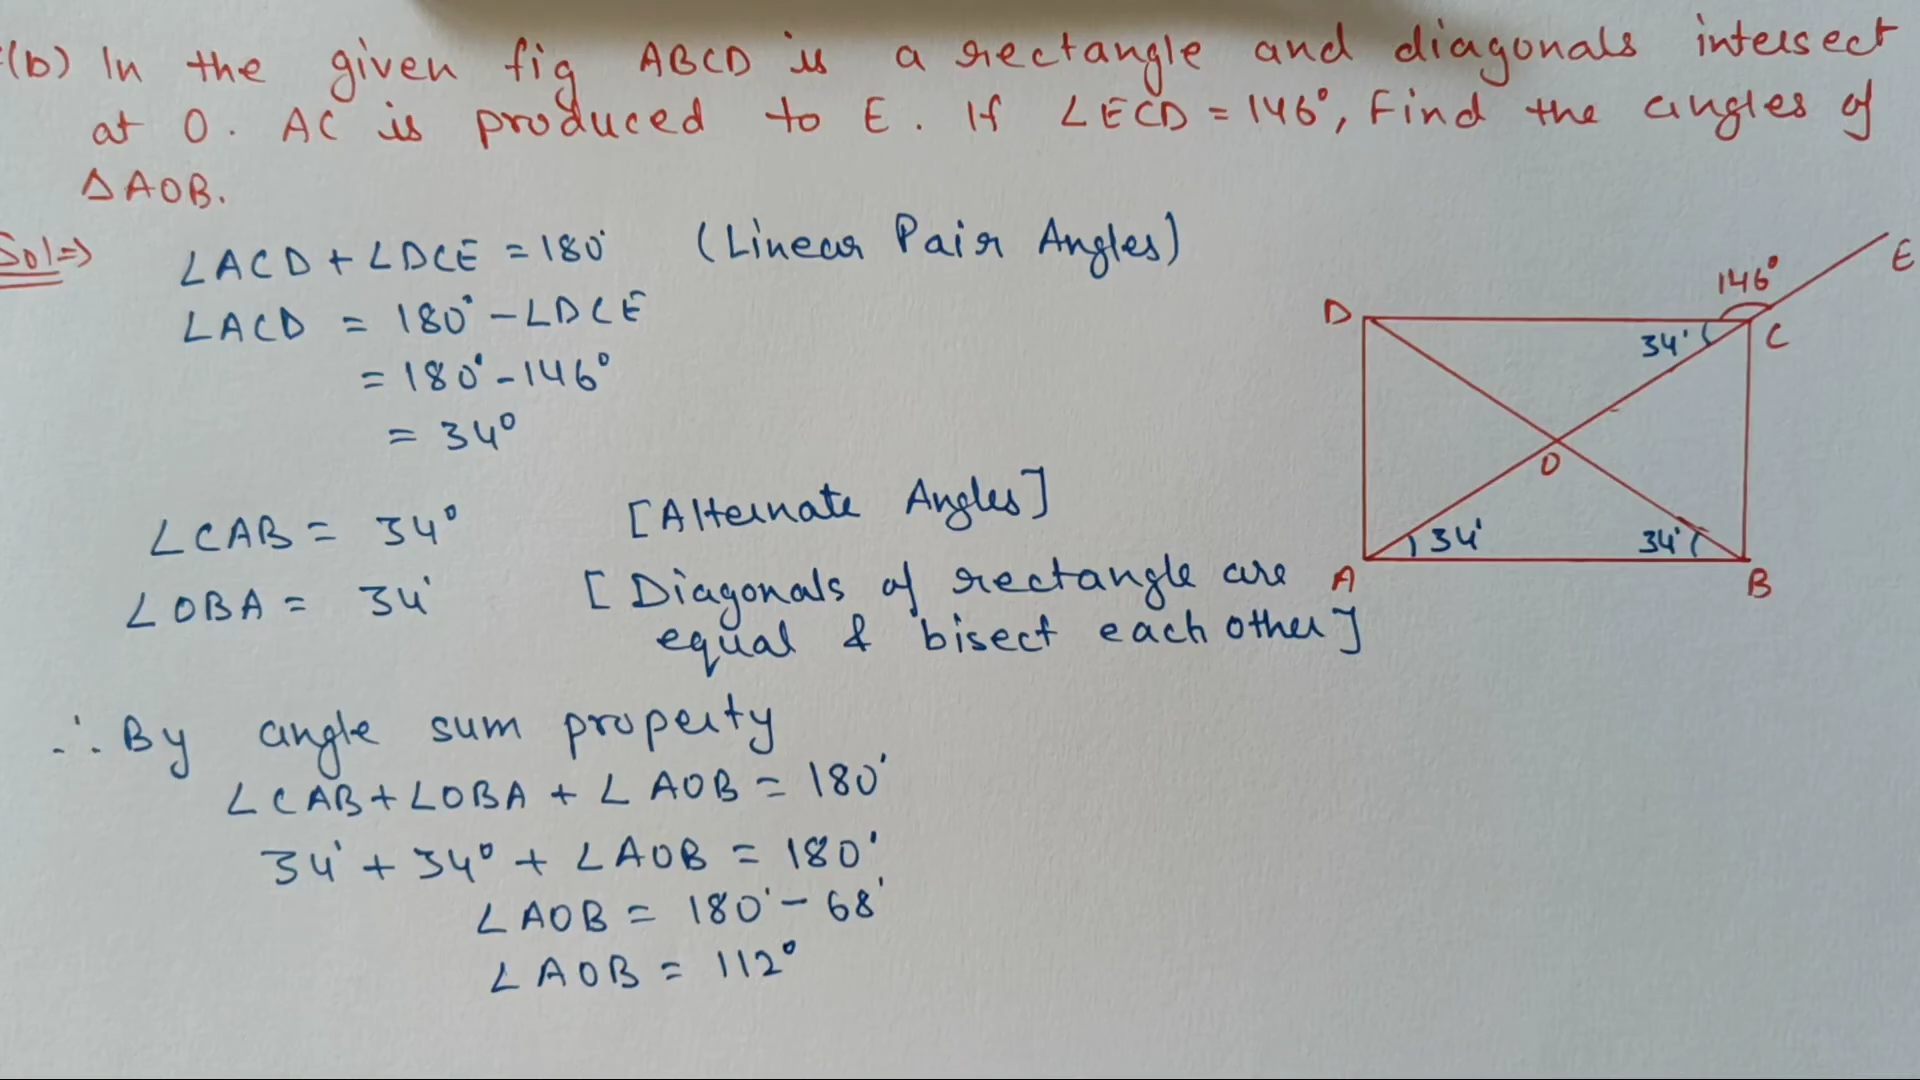 (b) In the given fig ABCD is a rectangle and diagonals intersect
at O. AC is produced to E. If ∠ECD = 146°, Find the angles of
ΔAOB.
Sol⇒
∠ACD + ∠DCE = 180° (Linear Pair Angles)
∠ACD = 180° - ∠DCE
= 180° - 146°
= 34°
∠CAB = 34° [Alternate Angles]
∠OBA = 34° [Diagonals of rectangle are
equal & bisect each other]
∴ By angle sum property
∠CAB + ∠OBA + ∠AOB = 180°
34° + 34° + ∠AOB = 180°
∠AOB = 180° - 68°
∠AOB = 112°
E
146°
D
34°
C
O
34°
34°
A
B